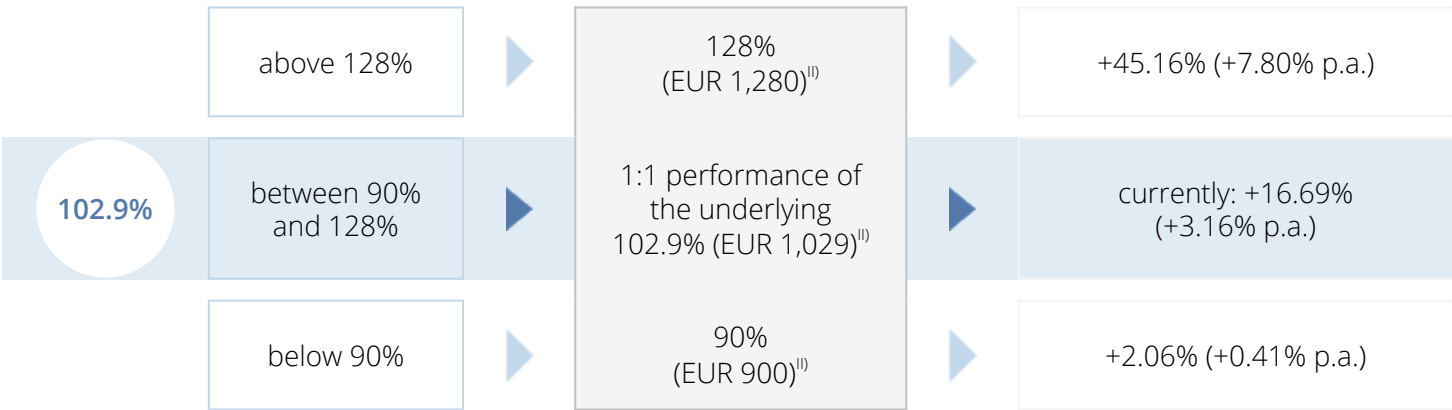 above 128%
128%
(EUR 1,280)II)
+45.16% (+7.80% p.a.)
102.9%
between 90%
and 128%
1:1 performance of
the underlying
102.9% (EUR 1,029)II)
currently: +16.69%
(+3.16% p.a.)
below 90%
90%
(EUR 900)II)
+2.06% (+0.41% p.a.)